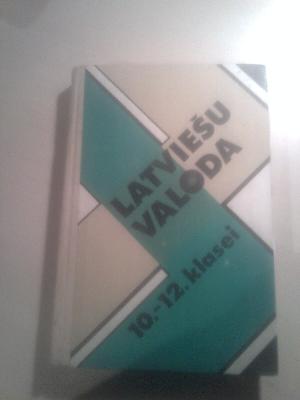 LATVIEŠU
VALODA
10.-12. klasei